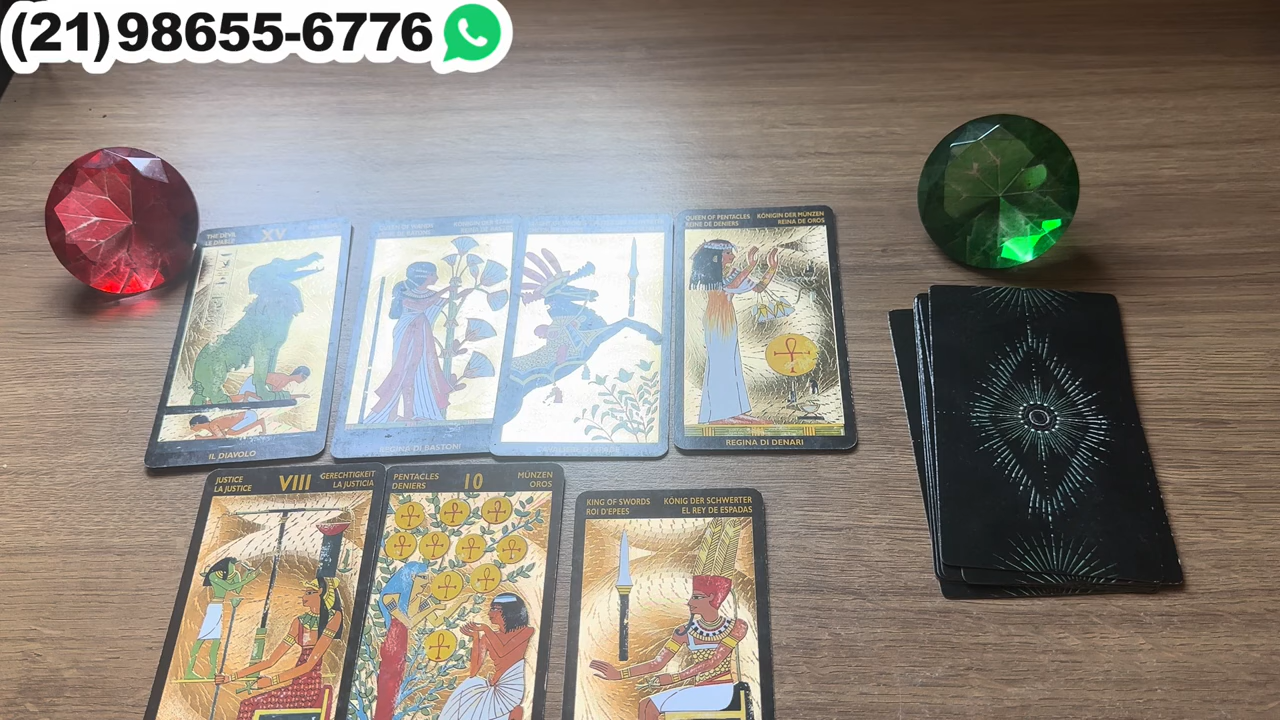 (21)98655-6776
THE DEVIL
LE DIABLE
XV
IL DIAVOLO
REGINA DI BASTONI
QUEEN OF PENTACLES
REINE DE DENIERS
KÖNIGIN DER MÜNZEN
REINA DE OROS
REGINA DI DENARI
JUSTICE
LA JUSTICE
VIII
GERECHTIGKEIT
LA JUSTICIA
PENTACLES
DENIERS
10
MÜNZEN
OROS
KING OF SWORDS
ROI D'EPEES
KÖNIG DER SCHWERTER
EL REY DE ESPADAS